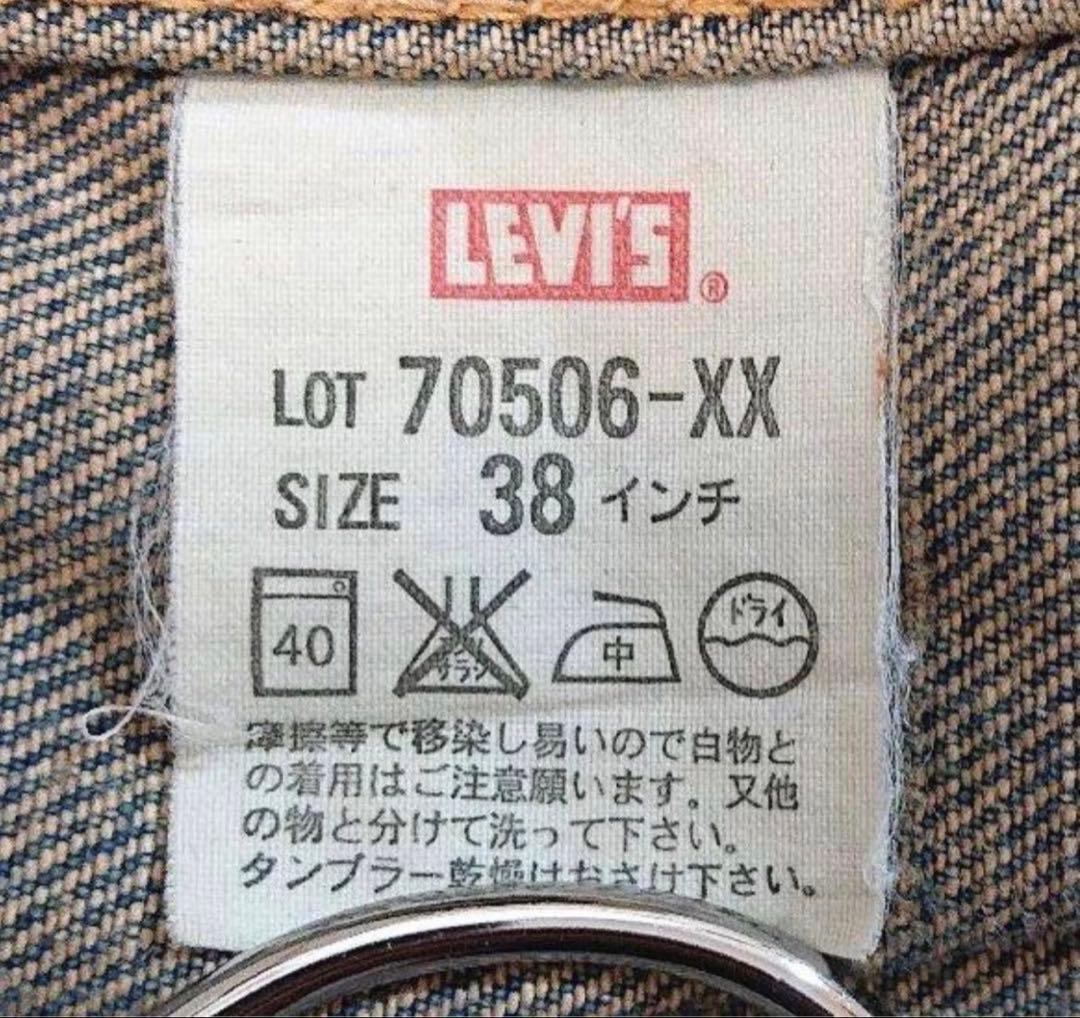 LEVI'S ®
LOT 70506-XX
SIZE 38 インチ
40 サラシ 中 ドライ
摩擦等で移染し易いので白物と
の着用はご注意願います。又他
の物と分けて洗って下さい。
タンブラー乾燥はおさけ下さい。